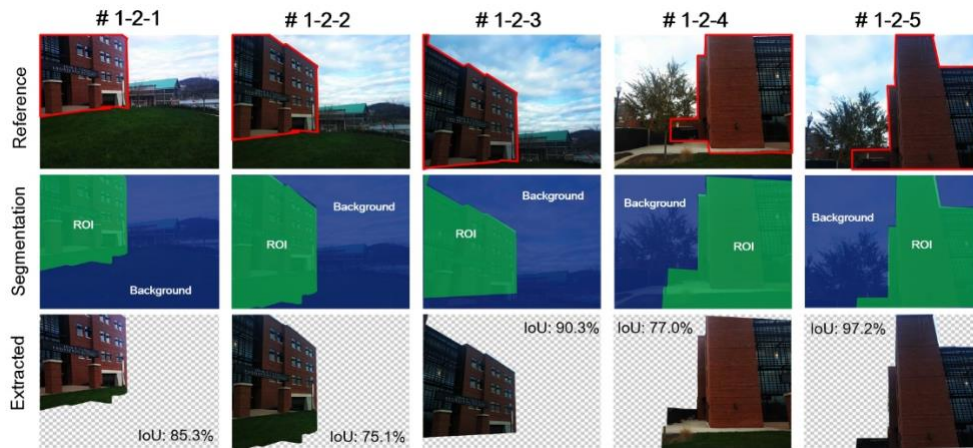 # 1-2-1 # 1-2-2 # 1-2-3 # 1-2-4 # 1-2-5
Reference
Segmentation
ROI Background
ROI Background
ROI Background
Background ROI
Background ROI
Extracted
IoU: 85.3% IoU: 75.1% IoU: 90.3% IoU: 77.0% IoU: 97.2%